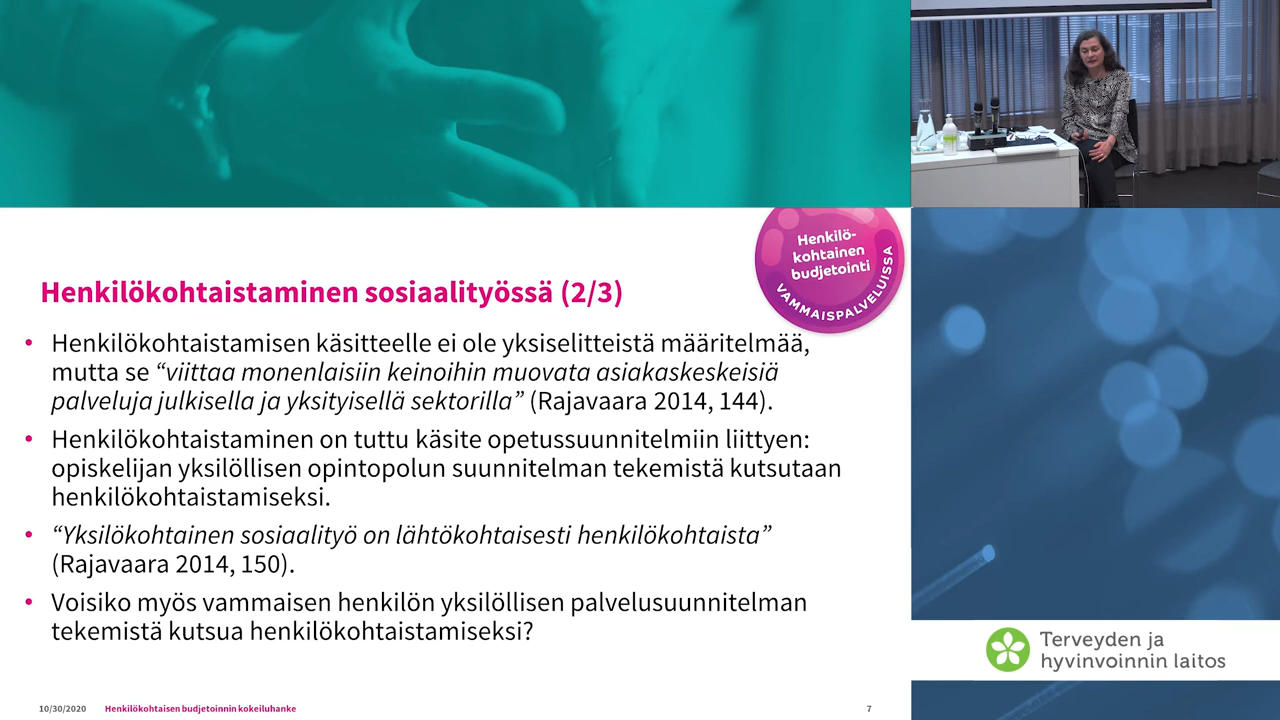 Henkilö-
kohtainen
budjetointi
VAMMAISPALVELUISSA
Henkilökohtaistaminen sosiaalityössä (2/3)
• Henkilökohtaistamisen käsitteelle ei ole yksiselitteistä määritelmää,
mutta se “viittaa monenlaisiin keinoihin muovata asiakaskeskeisiä
palveluja julkisella ja yksityisellä sektorilla” (Rajavaara 2014, 144).
• Henkilökohtaistaminen on tuttu käsite opetussuunnitelmiin liittyen:
opiskelijan yksilöllisen opintopolun suunnitelman tekemistä kutsutaan
henkilökohtaistamiseksi.
• “Yksilökohtainen sosiaalityö on lähtökohtaisesti henkilökohtaista”
(Rajavaara 2014, 150).
• Voisiko myös vammaisen henkilön yksilöllisen palvelusuunnitelman
tekemistä kutsua henkilökohtaistamiseksi?
10/30/2020 Henkilökohtaisen budjetoinnin kokeiluhanke 7
Terveyden ja
hyvinvoinnin laitos